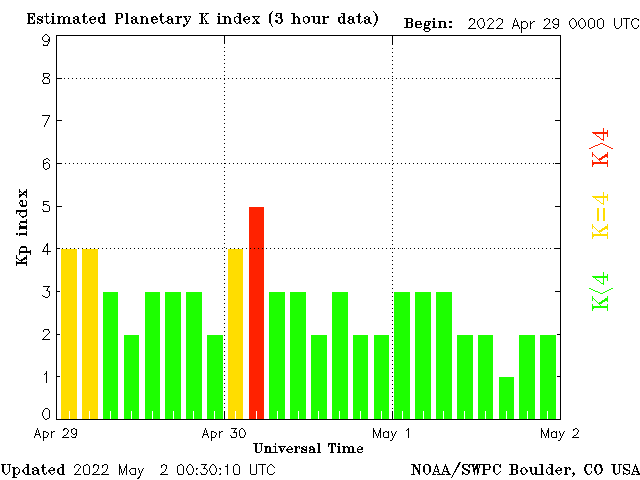 Estimated Planetary K index (3 hour data)
Begin: 2022 Apr 29 0000 UTC
9
8
7
6
5
4
3
2
1
0
Kp index
K>4
K=4
K<4
Apr 29
Apr 30
May 1
May 2
Universal Time
Updated 2022 May 2 00:30:10 UTC
NOAA/SWPC Boulder, CO USA